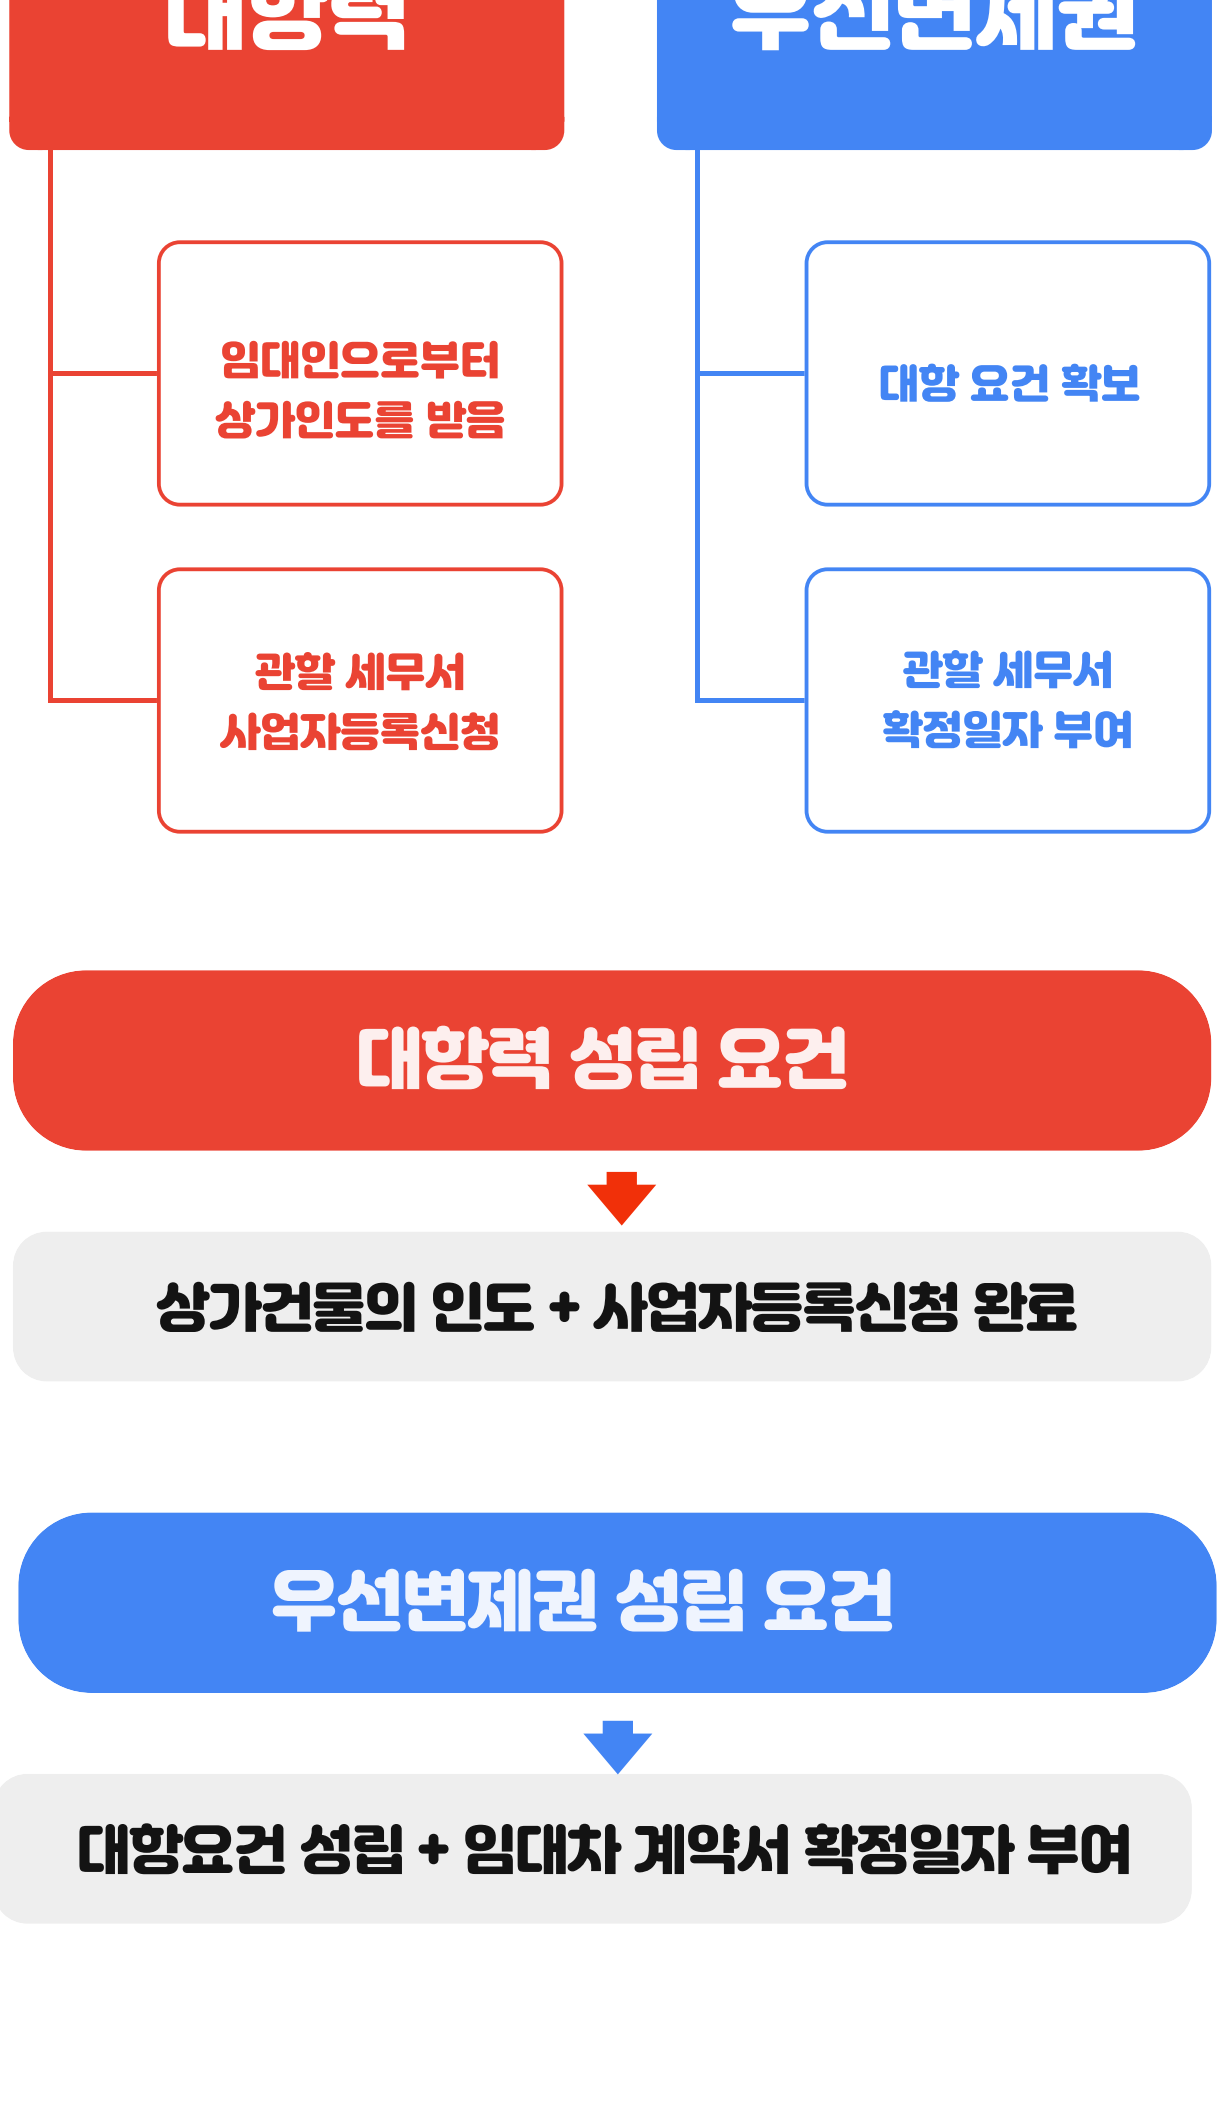 대항력
우선변제권
임대인으로부터
상가인도를 받음
대항 요건 확보
관할 세무서
사업자등록신청
관할 세무서
확정일자 부여
대항력 성립 요건
상가건물의 인도 + 사업자등록신청 완료
우선변제권 성립 요건
대항요건 성립 + 임대차 계약서 확정일자 부여